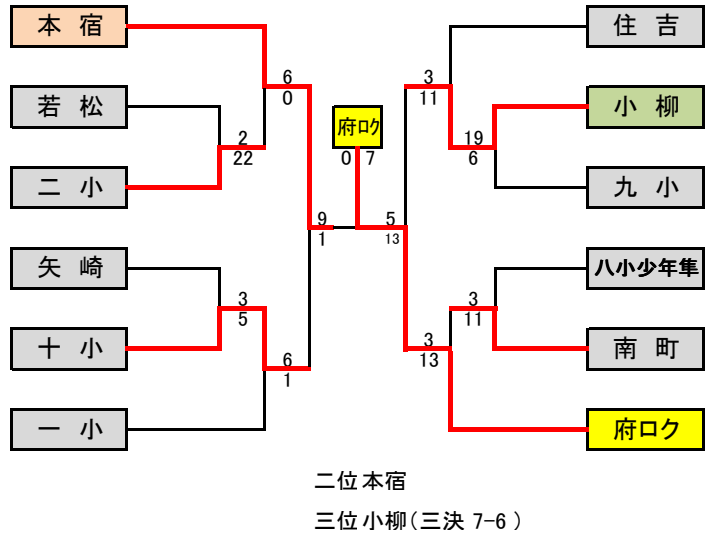 本 宿
住 吉
6
0
3
11
若 松
府ロク
小 柳
2
22
0 7
19
6
二 小
九 小
9
1
5
13
矢 崎
八小少年隼
3
5
3
11
十 小
南 町
6
1
3
13
一 小
府ロク
二位 本宿
三位 小柳(三決 7-6 )